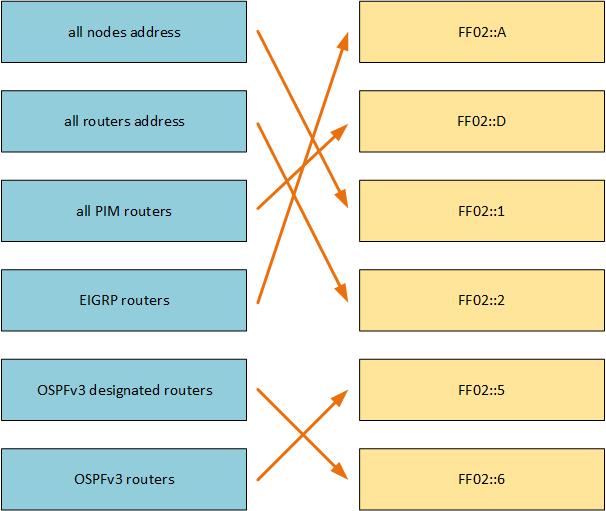 all nodes address
FF02::A
all routers address
FF02::D
all PIM routers
FF02::1
EIGRP routers
FF02::2
OSPFv3 designated routers
FF02::5
OSPFv3 routers
FF02::6